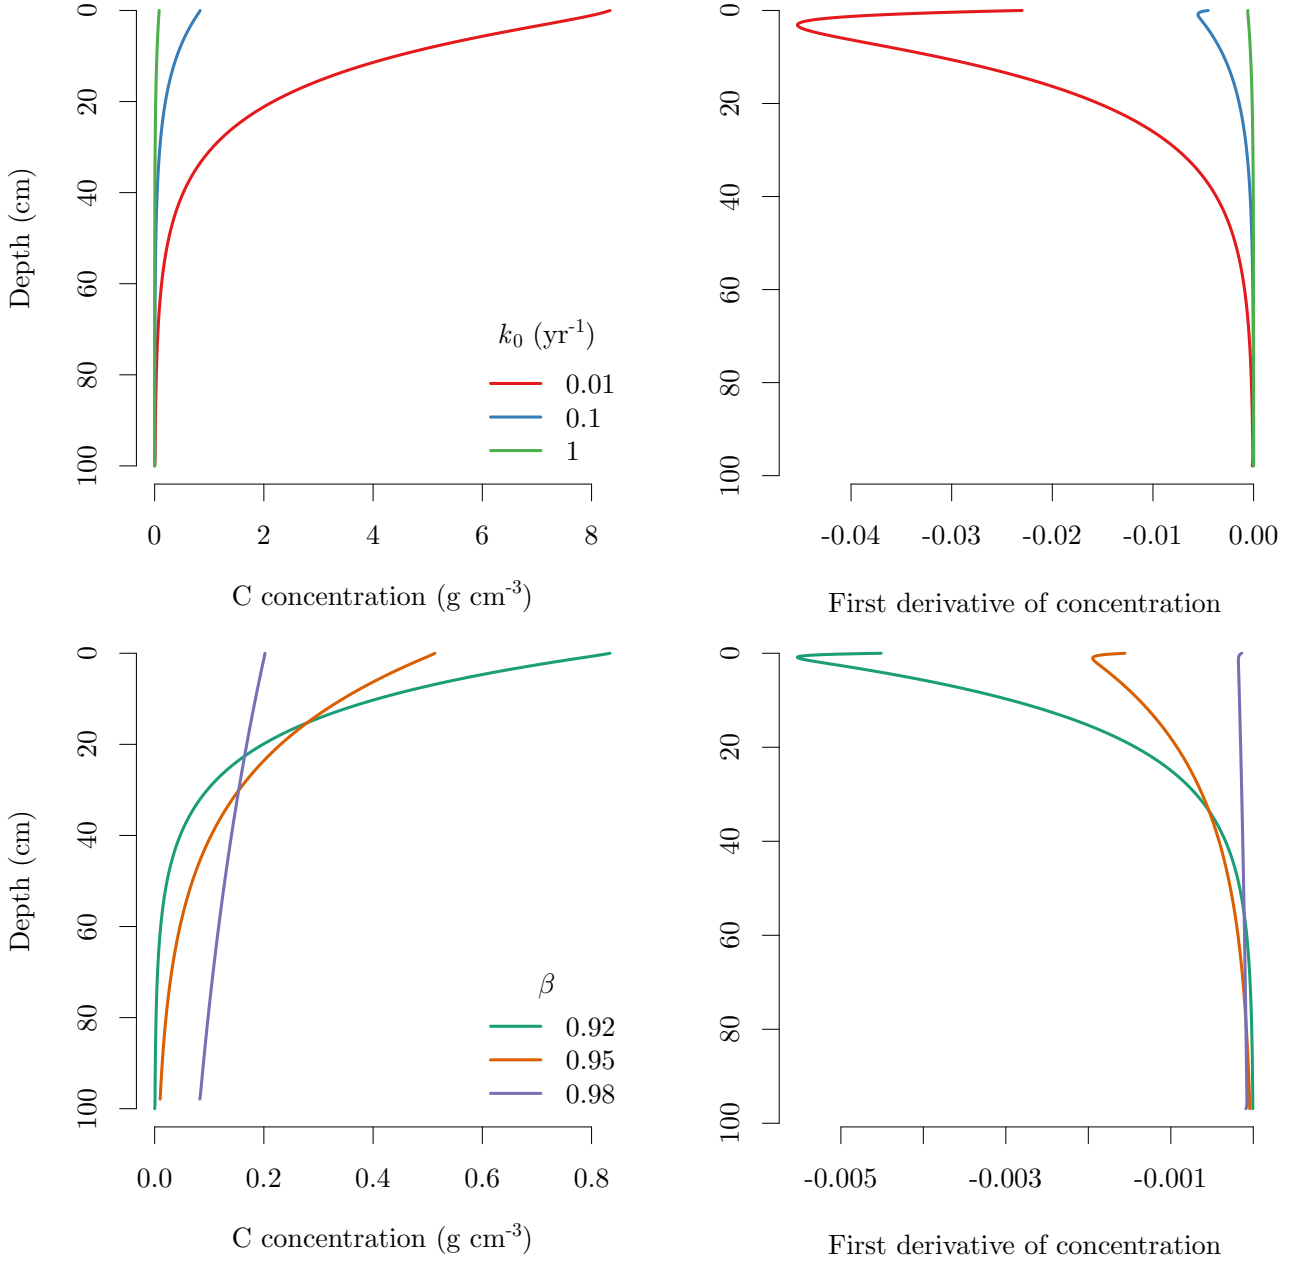 0
20
40
60
80
100
Depth (cm)
k₀ (yr⁻¹)
0.01
0.1
1
0 2 4 6 8
C concentration (g cm⁻³)
0
20
40
60
80
100
-0.04 -0.03 -0.02 -0.01 0.00
First derivative of concentration
0
20
40
60
80
100
Depth (cm)
β
0.92
0.95
0.98
0.0 0.2 0.4 0.6 0.8
C concentration (g cm⁻³)
0
20
40
60
80
100
-0.005 -0.003 -0.001
First derivative of concentration